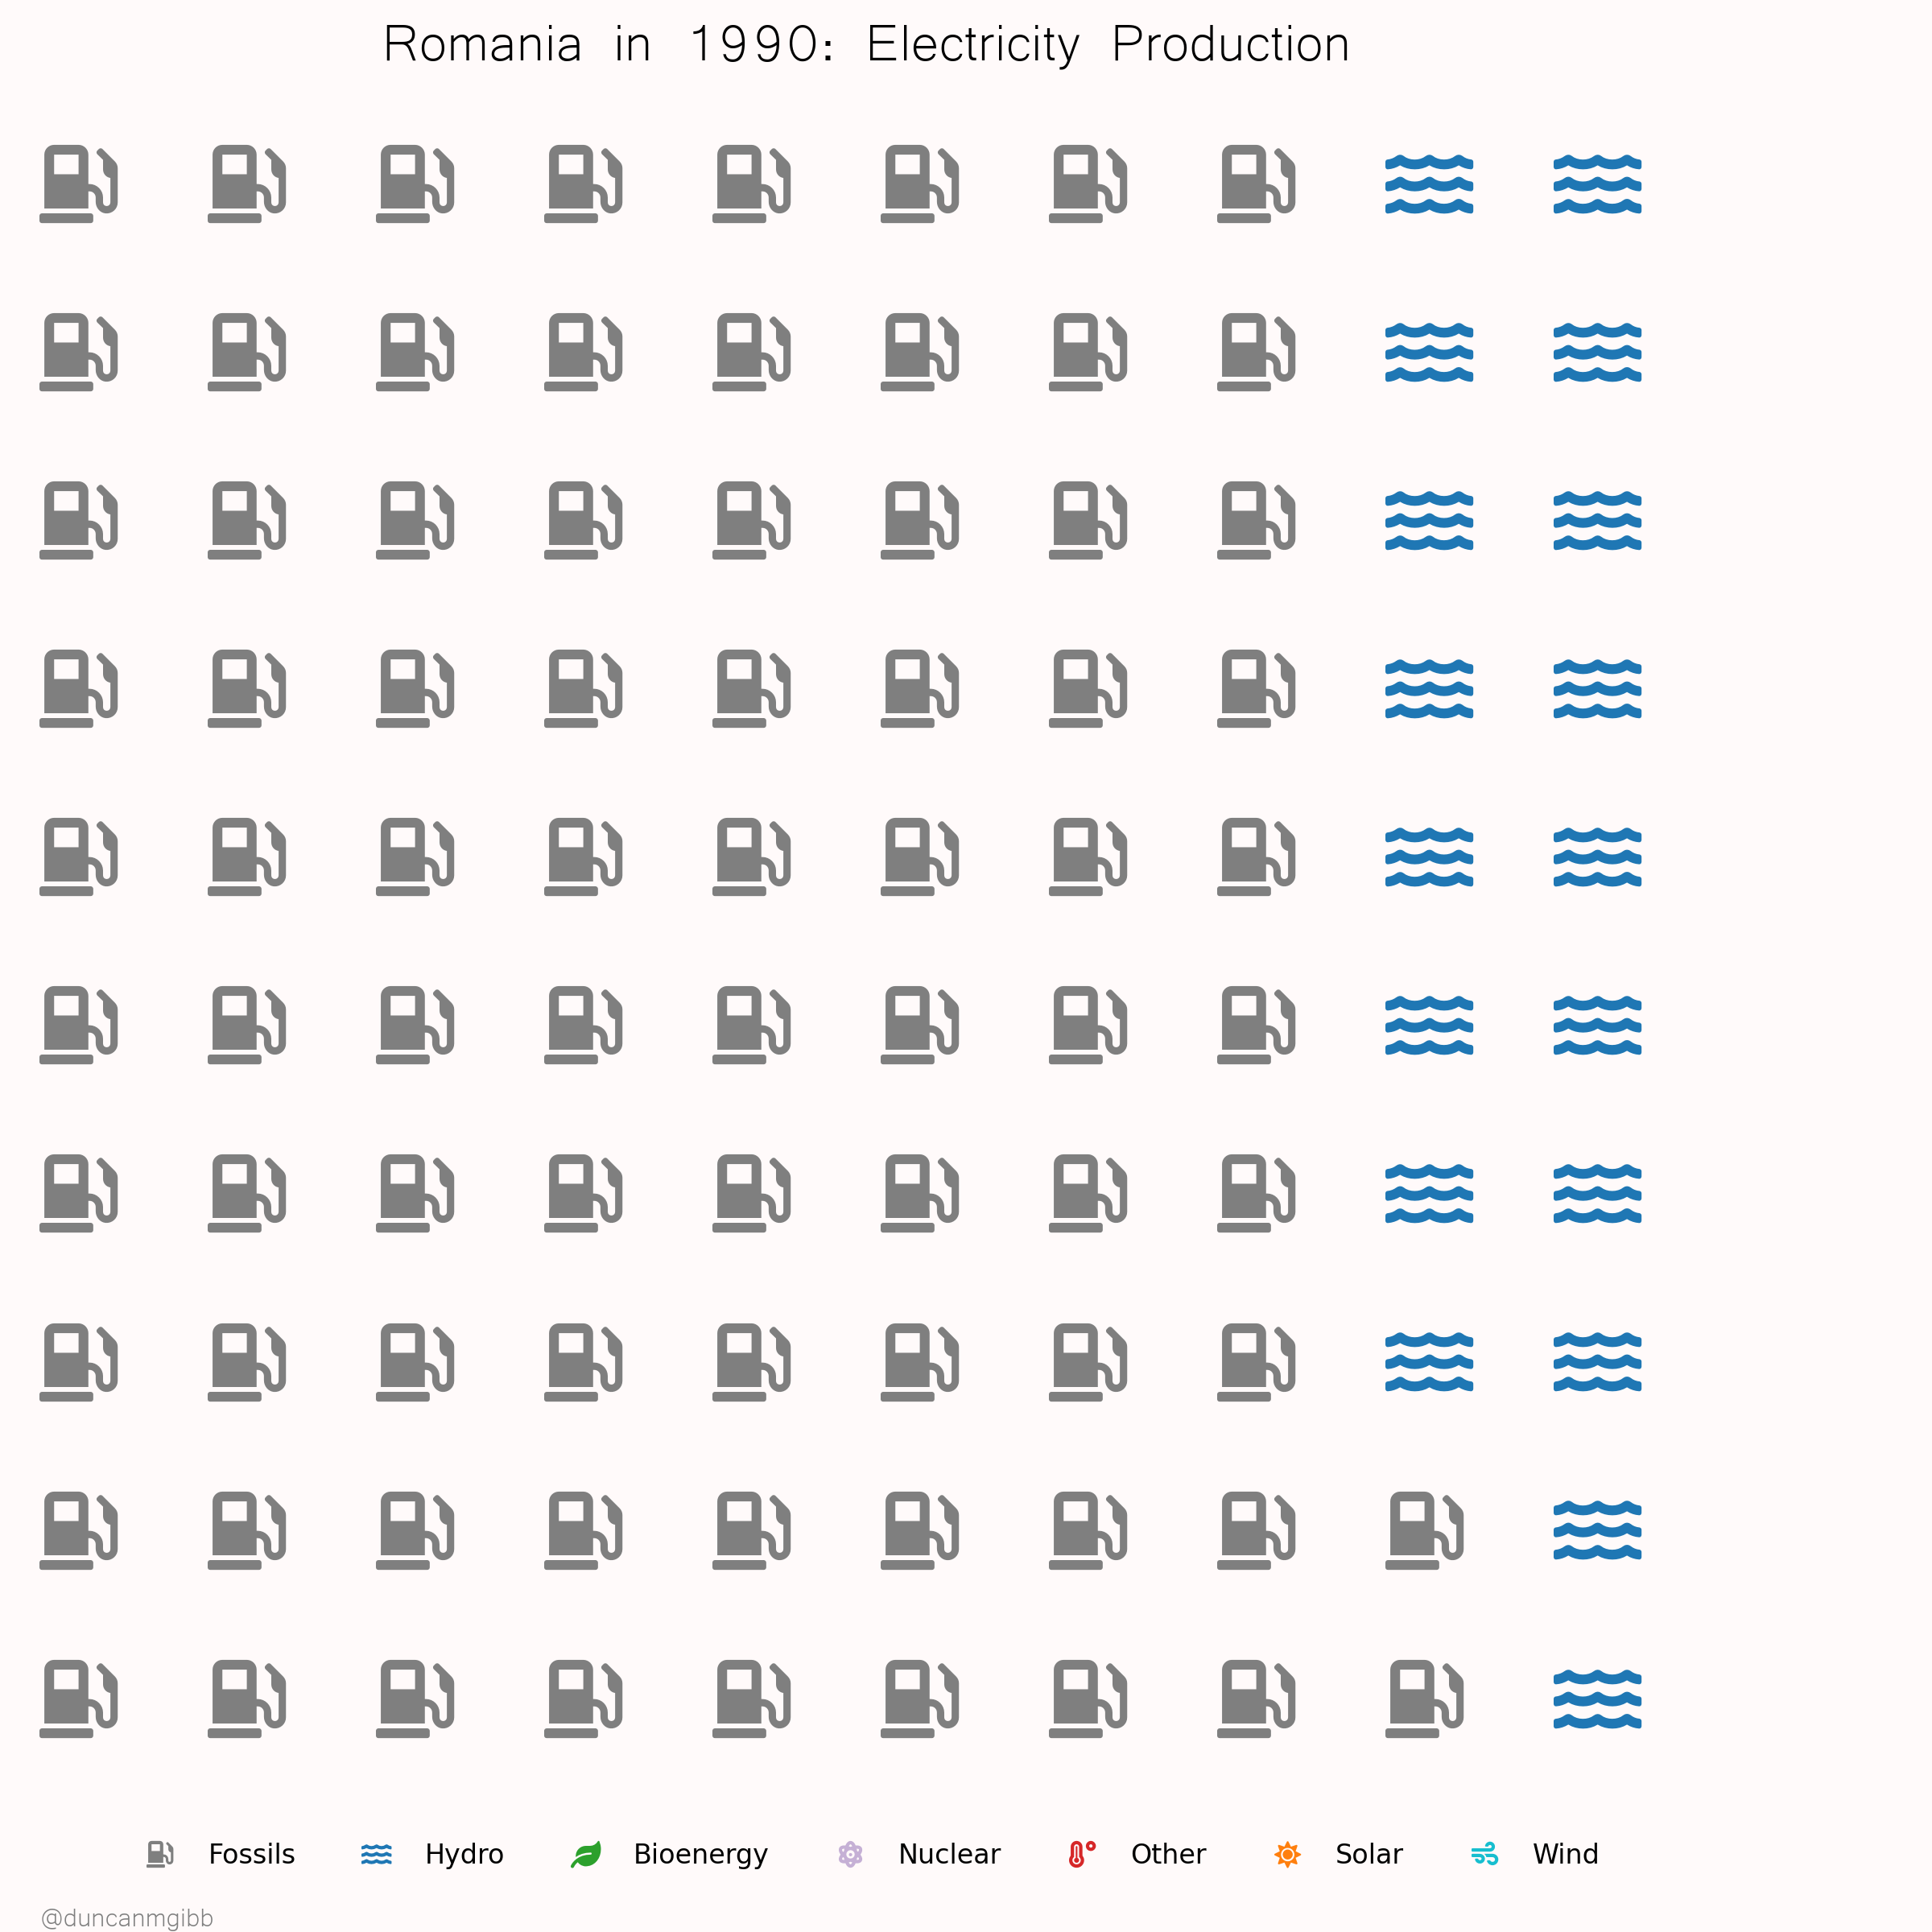 Romania in 1990: Electricity Production
Fossils Hydro Bioenergy Nuclear Other Solar Wind
@duncanmgibb